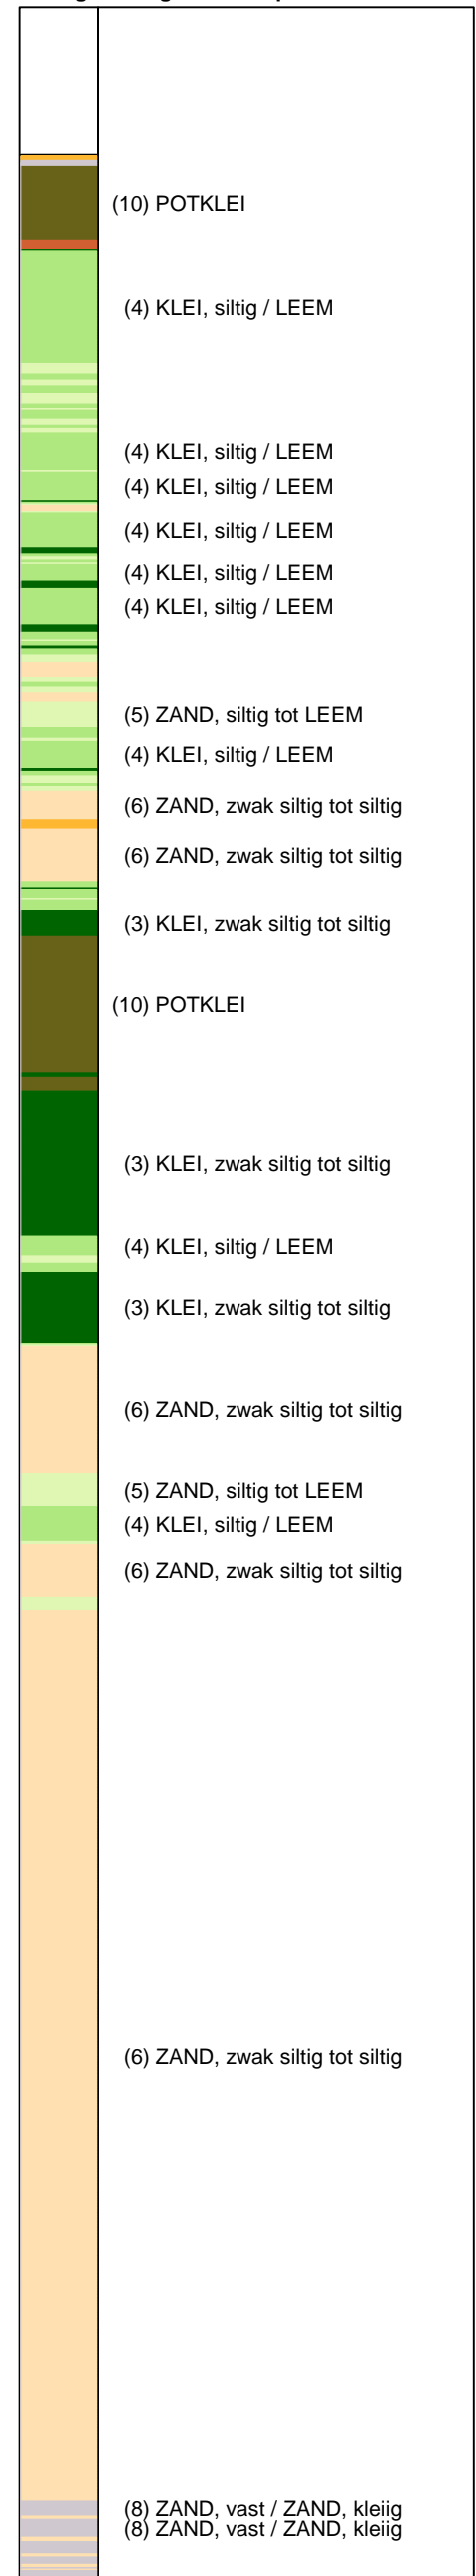 (10) POTKLEI
(4) KLEI, siltig / LEEM
(4) KLEI, siltig / LEEM
(4) KLEI, siltig / LEEM
(4) KLEI, siltig / LEEM
(4) KLEI, siltig / LEEM
(4) KLEI, siltig / LEEM
(5) ZAND, siltig tot LEEM
(4) KLEI, siltig / LEEM
(6) ZAND, zwak siltig tot siltig
(6) ZAND, zwak siltig tot siltig
(3) KLEI, zwak siltig tot siltig
(10) POTKLEI
(3) KLEI, zwak siltig tot siltig
(4) KLEI, siltig / LEEM
(3) KLEI, zwak siltig tot siltig
(6) ZAND, zwak siltig tot siltig
(5) ZAND, siltig tot LEEM
(4) KLEI, siltig / LEEM
(6) ZAND, zwak siltig tot siltig
(6) ZAND, zwak siltig tot siltig
(8) ZAND, vast / ZAND, kleiig
(8) ZAND, vast / ZAND, kleiig